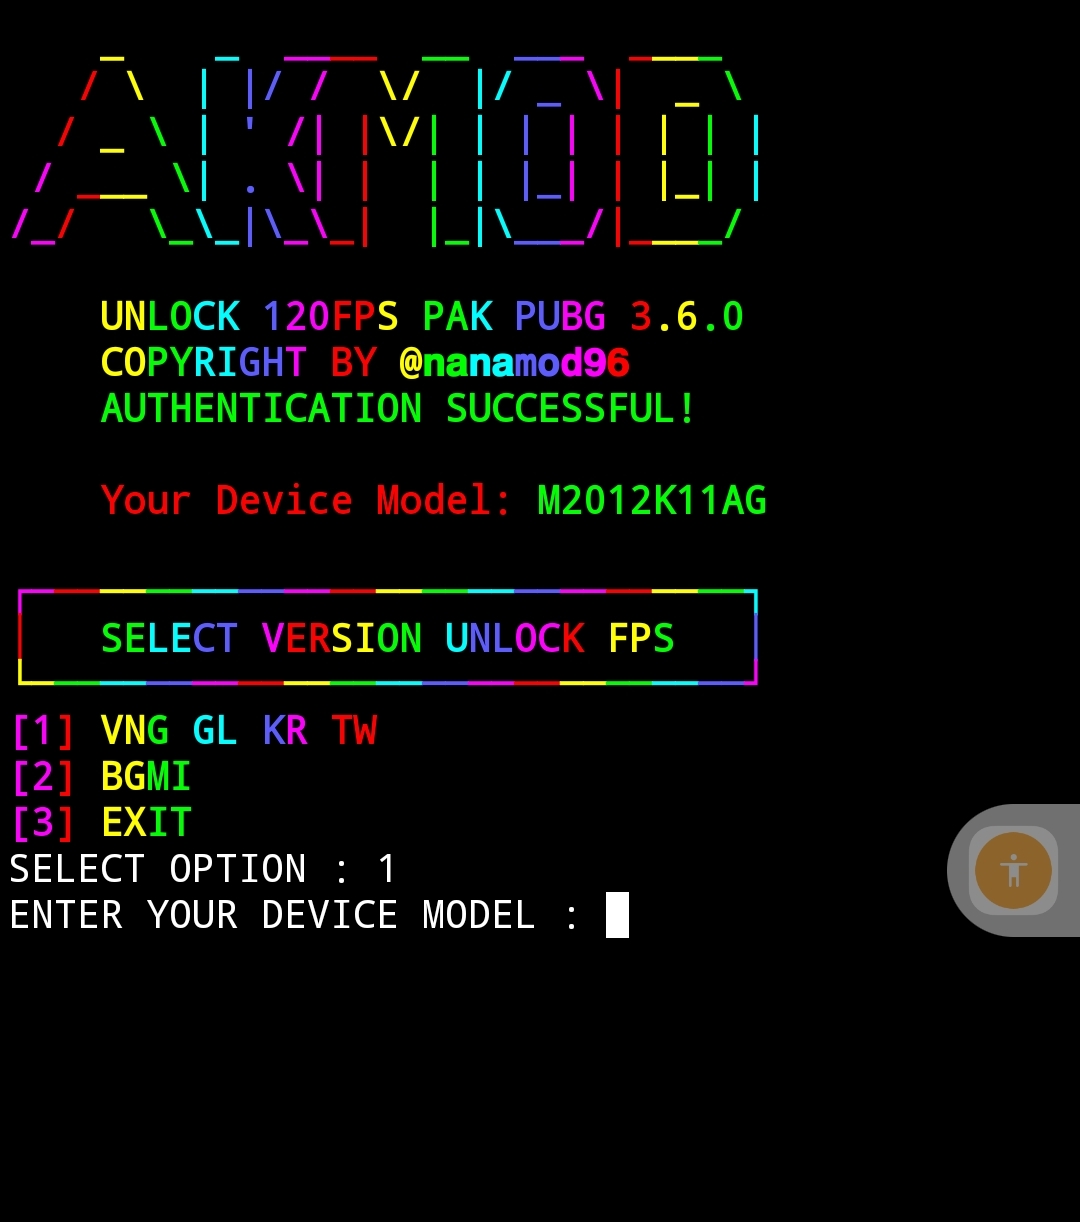 AKMOD
UNLOCK 120FPS PAK PUBG 3.6.0
COPYRIGHT BY @nanamod96
AUTHENTICATION SUCCESSFUL!
Your Device Model: M2012K11AG
SELECT VERSION UNLOCK FPS
[1] VNG GL KR TW
[2] BGMI
[3] EXIT
SELECT OPTION : 1
ENTER YOUR DEVICE MODEL :